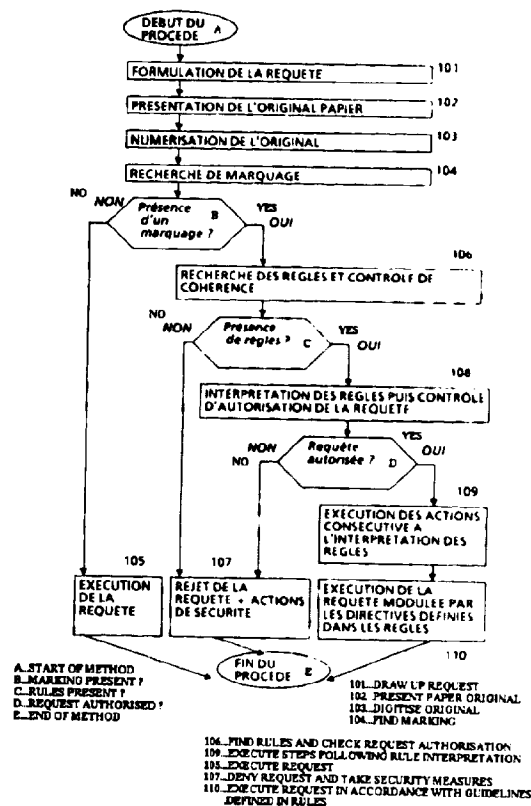 DEBUT DU
PROCEDE A
101
FORMULATION DE LA REQUETE
102
PRESENTATION DE L'ORIGINAL PAPIER
103
NUMERISATION DE L'ORIGINAL
104
RECHERCHE DE MARQUAGE
NO NON
Présence
d'un
marquage ?
B
YES
OUI
106
RECHERCHE DES REGLES ET CONTROLE DE
COHERENCE
NO
NON
Présence
de règles ?
C
YES
OUI
108
INTERPRETATION DES REGLES PUIS CONTROLE
D'AUTORISATION DE LA REQUETE
NON
NO
Requête
autorisée ?
D
YES
OUI
109
EXECUTION DES ACTIONS
CONSECUTIVE A
L'INTERPRETATION DES
REGLES
105
EXECUTION
DE LA
REQUETE
107
REJET DE LA
REQUETE + ACTIONS
DE SECURITE
EXECUTION DE LA
REQUETE MODULEE PAR
LES DIRECTIVES DEFINIES
DANS LES REGLES
110
FIN DU
PROCEDE E
A...START OF METHOD
B...MARKING PRESENT ?
C...RULES PRESENT ?
D...REQUEST AUTHORISED ?
E...END OF METHOD
101...DRAW UP REQUEST
102...PRESENT PAPER ORIGINAL
103...DIGITISE ORIGINAL
104...FIND MARKING
106...FIND RULES AND CHECK REQUEST AUTHORISATION
109...EXECUTE STEPS FOLLOWING RULE INTERPRETATION
105...EXECUTE REQUEST
107...DENY REQUEST AND TAKE SECURITY MEASURES
110...EXECUTE REQUEST IN ACCORDANCE WITH GUIDELINES
DEFINED IN RULES